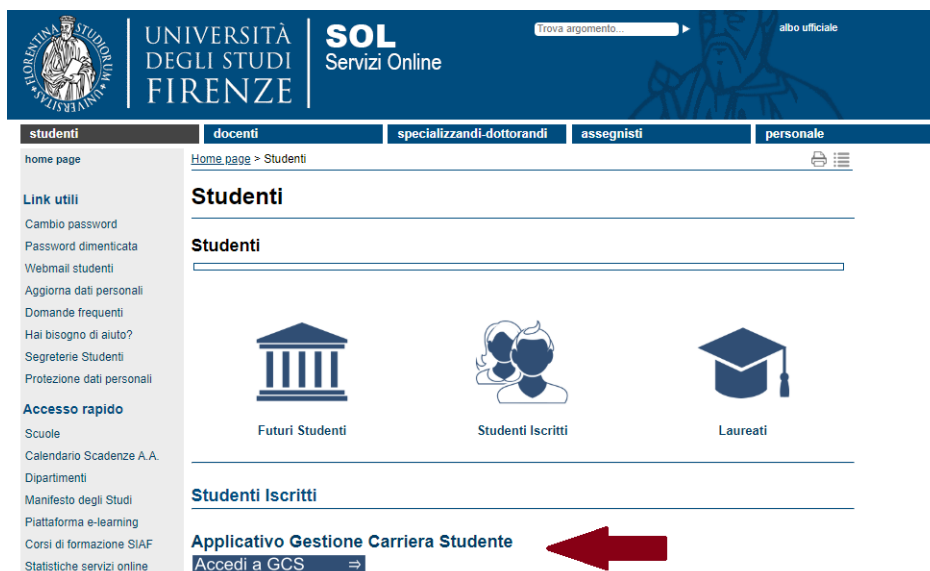 FLORENTINA STUDIORUM UNIVERSITAS
UNIVERSITÀ
DEGLI STUDI
FIRENZE
SOL
Servizi Online
Trova argomento...
albo ufficiale
studenti
docenti
specializzandi-dottorandi
assegnisti
personale
home page
Home page > Studenti
Link utili
Cambio password
Password dimenticata
Webmail studenti
Aggiorna dati personali
Domande frequenti
Hai bisogno di aiuto?
Segreterie Studenti
Protezione dati personali
Accesso rapido
Scuole
Calendario Scadenze A.A.
Dipartimenti
Manifesto degli Studi
Piattaforma e-learning
Corsi di formazione SIAF
Statistiche servizi online
Studenti
Studenti
Futuri Studenti
Studenti Iscritti
Laureati
Studenti Iscritti
Applicativo Gestione Carriera Studente
Accedi a GCS ⇒